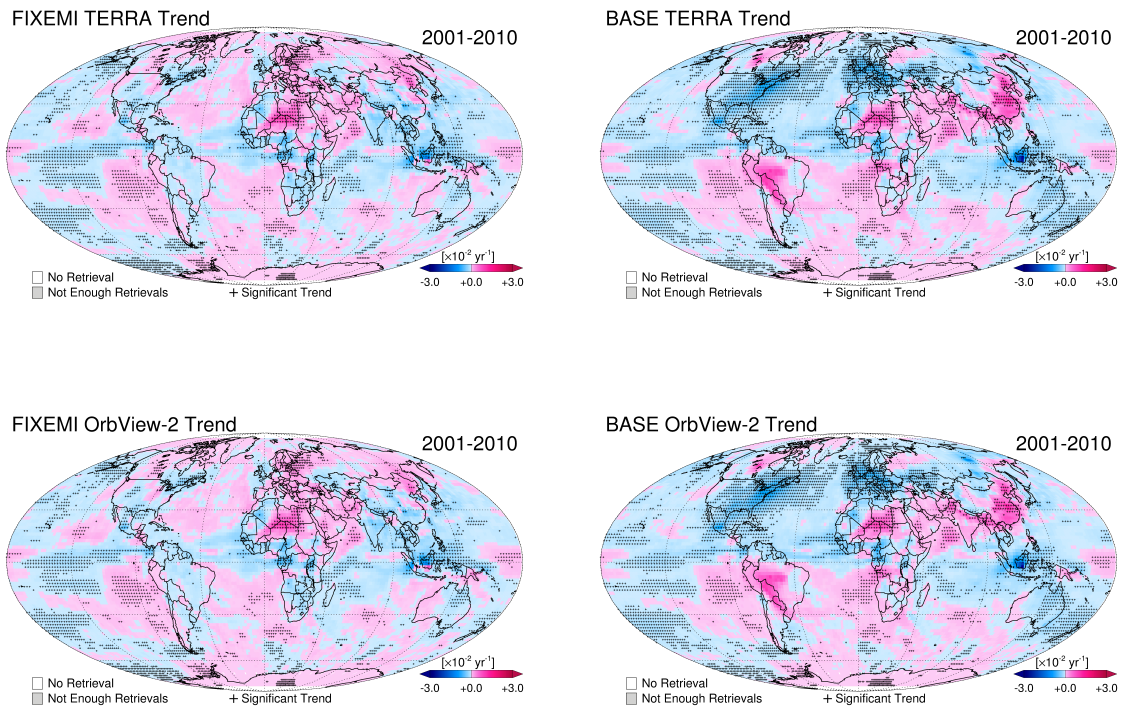 FIXEMI TERRA Trend
2001-2010
[×10⁻² yr⁻¹]
No Retrieval
Not Enough Retrievals
+ Significant Trend
-3.0 +0.0 +3.0
BASE TERRA Trend
2001-2010
[×10⁻² yr⁻¹]
No Retrieval
Not Enough Retrievals
+ Significant Trend
-3.0 +0.0 +3.0
FIXEMI OrbView-2 Trend
2001-2010
[×10⁻² yr⁻¹]
No Retrieval
Not Enough Retrievals
+ Significant Trend
-3.0 +0.0 +3.0
BASE OrbView-2 Trend
2001-2010
[×10⁻² yr⁻¹]
No Retrieval
Not Enough Retrievals
+ Significant Trend
-3.0 +0.0 +3.0